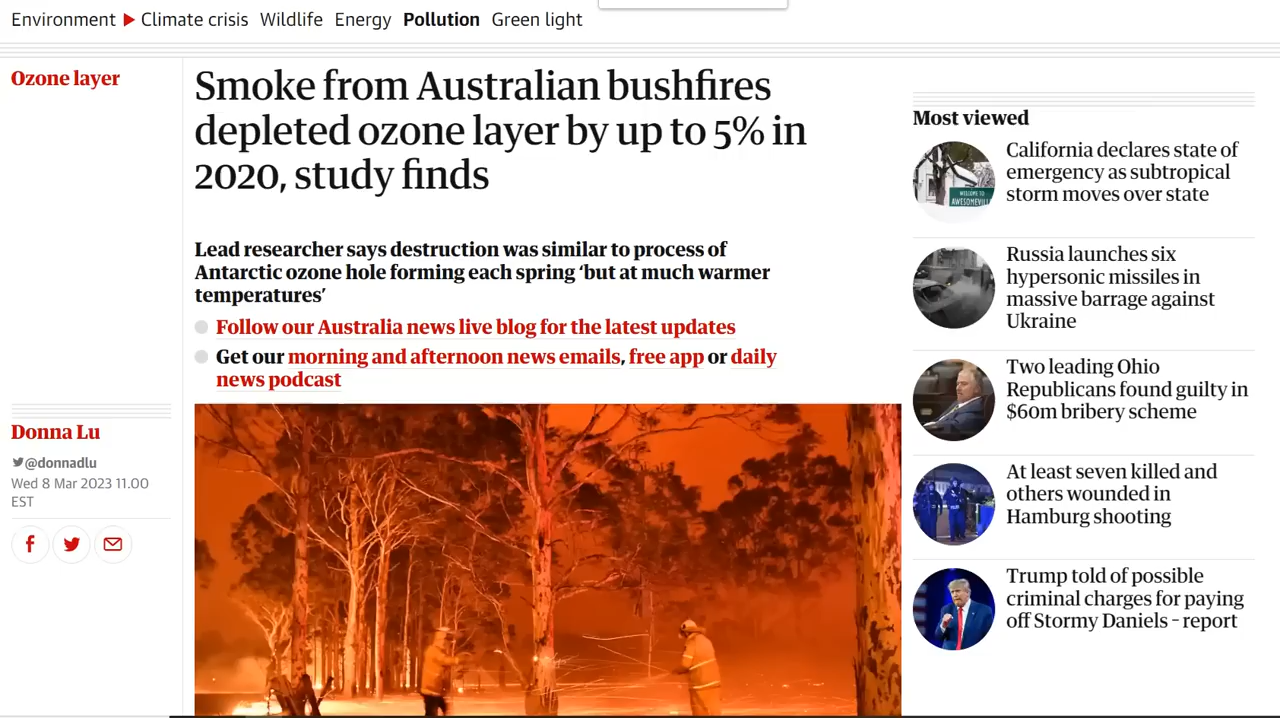 Environment ▶ Climate crisis Wildlife Energy Pollution Green light
Ozone layer
Smoke from Australian bushfires
depleted ozone layer by up to 5% in
2020, study finds
Lead researcher says destruction was similar to process of
Antarctic ozone hole forming each spring ‘but at much warmer
temperatures’
Follow our Australia news live blog for the latest updates
Get our morning and afternoon news emails, free app or daily
news podcast
Donna Lu
@donnadlu
Wed 8 Mar 2023 11.00
EST
Most viewed
California declares state of
emergency as subtropical
storm moves over state
WELCOME TO
Russia launches six
hypersonic missiles in
massive barrage against
Ukraine
Two leading Ohio
Republicans found guilty in
$60m bribery scheme
At least seven killed and
others wounded in
Hamburg shooting
Trump told of possible
criminal charges for paying
off Stormy Daniels – report